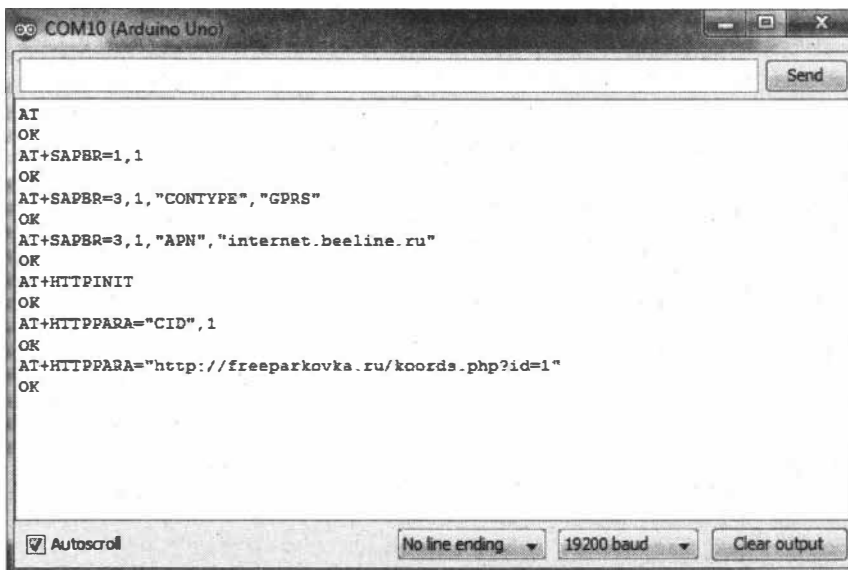 COM10 (Arduino Uno)
Send
AT
OK
AT+SAPBR=1,1
OK
AT+SAPBR=3,1,"CONTYPE","GPRS"
OK
AT+SAPBR=3,1,"APN","internet.beeline.ru"
OK
AT+HTTPINIT
OK
AT+HTTPPARA="CID",1
OK
AT+HTTPPARA="http://freeparkovka.ru/koords.php?id=1"
OK
Autoscroll
No line ending
19200 baud
Clear output